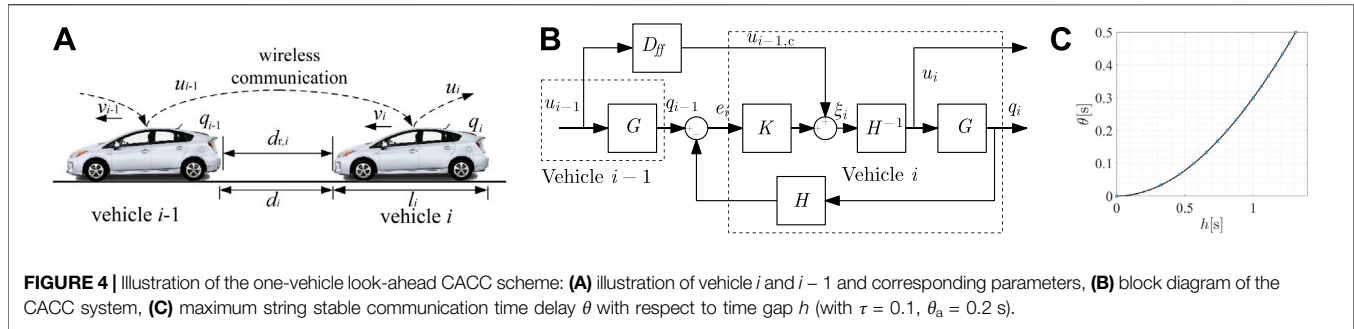 A
wireless
communication
u_{i-1}
u_i
v_{i-1}
v_i
q_{i-1}
q_i
d_{r,i}
d_i
l_i
vehicle i-1
vehicle i
B
D_{ff}
u_{i-1,c}
u_i
u_{i-1}
q_{i-1}
e_i
ξ_i
q_i
G
+
−
K
+
+
H^{-1}
G
Vehicle i − 1
Vehicle i
H
C
0.5
0.4
0.3
0.2
0.1
0
θ[s]
0
0.5
1
h[s]
FIGURE 4 | Illustration of the one-vehicle look-ahead CACC scheme: (A) illustration of vehicle i and i − 1 and corresponding parameters, (B) block diagram of the
CACC system, (C) maximum string stable communication time delay θ with respect to time gap h (with τ = 0.1, θ_a = 0.2 s).